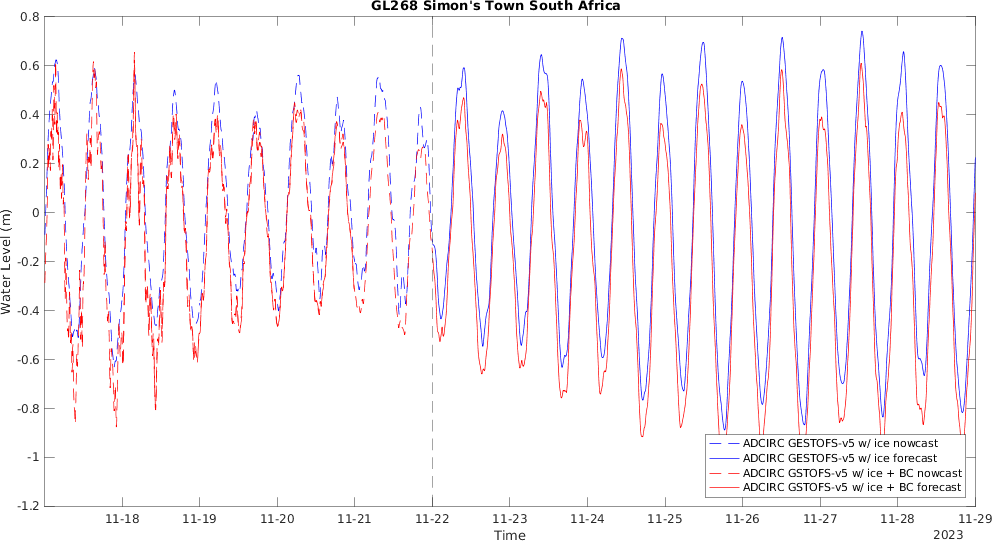 GL268 Simon's Town South Africa
Water Level (m)
0.8
0.6
0.4
0.2
0
-0.2
-0.4
-0.6
-0.8
-1
-1.2
ADCIRC GESTOFS-v5 w/ ice nowcast
ADCIRC GESTOFS-v5 w/ ice forecast
ADCIRC GSTOFS-v5 w/ ice + BC nowcast
ADCIRC GSTOFS-v5 w/ ice + BC forecast
11-18 11-19 11-20 11-21 11-22 11-23 11-24 11-25 11-26 11-27 11-28 11-29
Time
2023